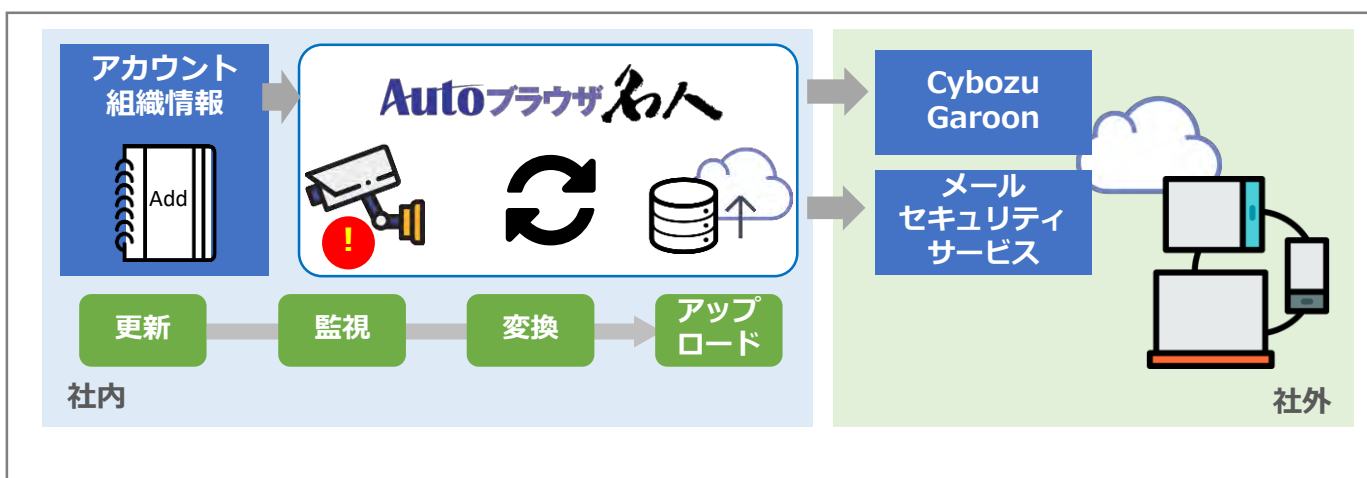 アカウント
組織情報
Add
Autoブラウザ名人
!
Cybozu
Garoon
メール
セキュリティ
サービス
更新
監視
変換
アップ
ロード
社内
社外